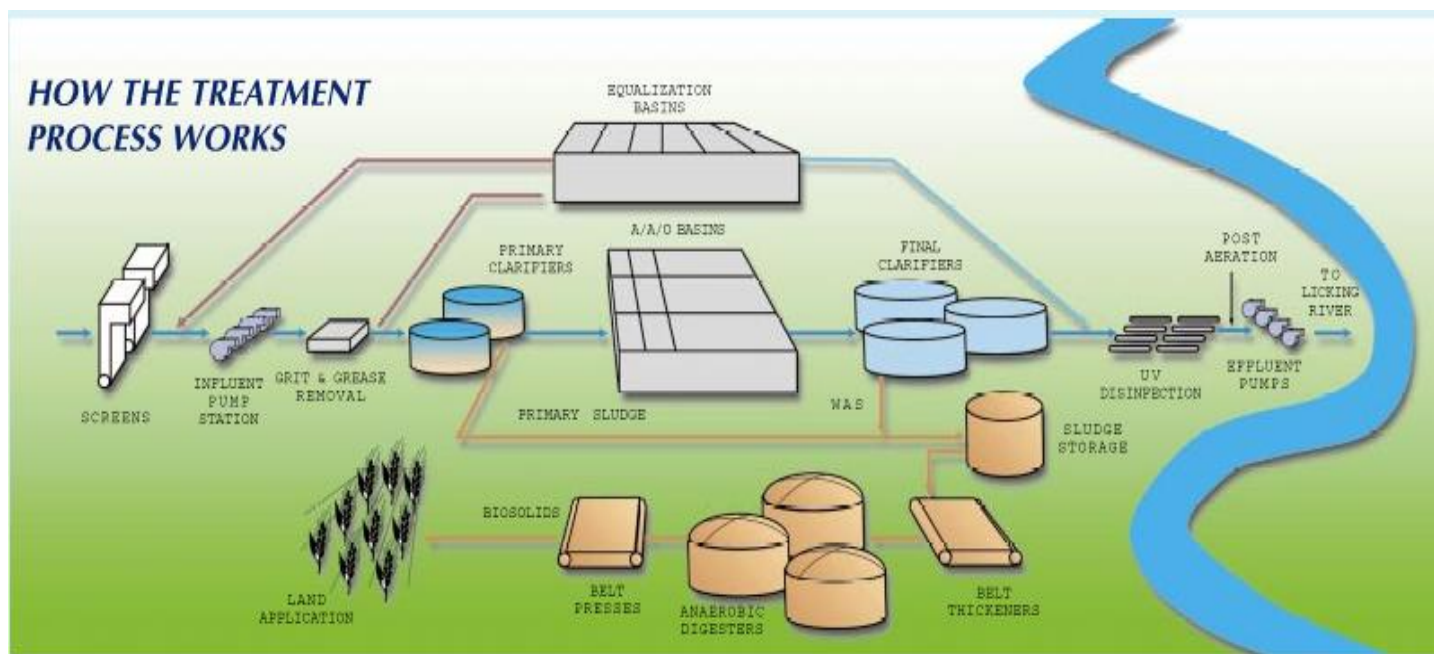 HOW THE TREATMENT
PROCESS WORKS
EQUALIZATION
BASINS
A/A/O BASINS
PRIMARY
CLARIFIERS
FINAL
CLARIFIERS
POST
AERATION
TO
LICKING
RIVER
SCREENS
INFLUENT
PUMP
STATION
GRIT & GREASE
REMOVAL
UV
DISINFECTION
EFFLUENT
PUMPS
PRIMARY SLUDGE
WAS
SLUDGE
STORAGE
BIOSOLIDS
LAND
APPLICATION
BELT
PRESSES
ANAEROBIC
DIGESTERS
BELT
THICKENERS